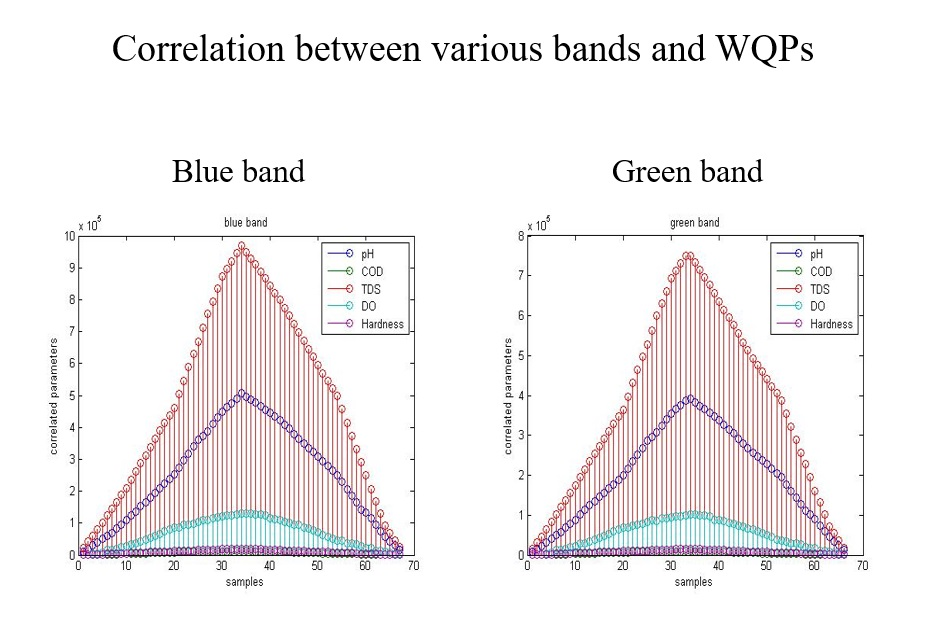 Correlation between various bands and WQPs
Blue band
Green band
x 10^5
blue band
10
9
8
7
6
5
4
3
2
1
0
0 10 20 30 40 50 60 70
correlated parameters
samples
pH
COD
TDS
DO
Hardness
x 10^5
green band
8
7
6
5
4
3
2
1
0
0 10 20 30 40 50 60 70
correlated parameters
samples
pH
COD
TDS
DO
Hardness